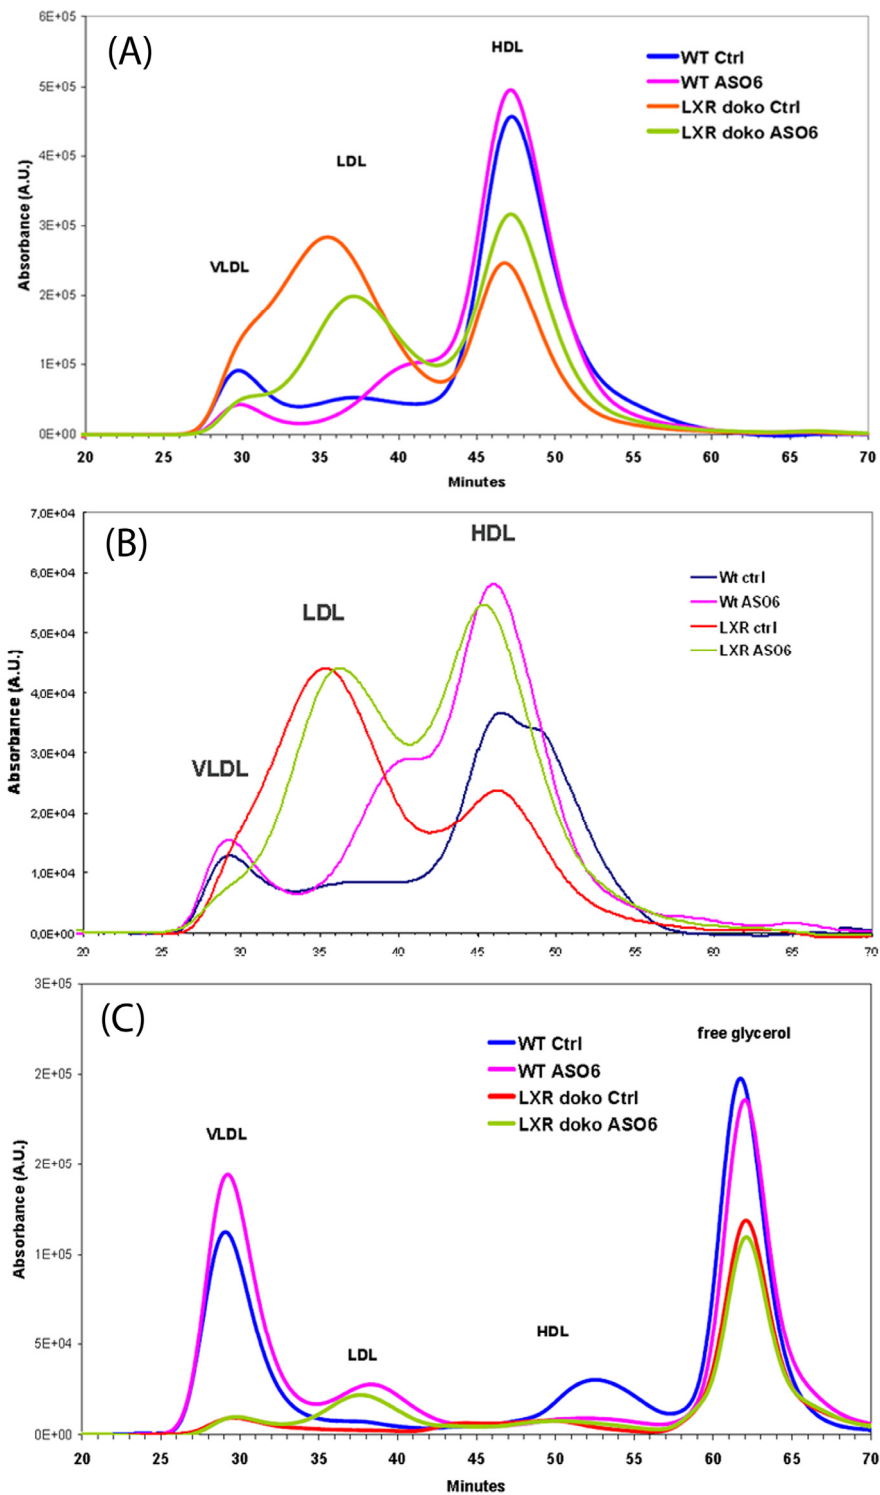 (A)
6E+05
5E+05
4E+05
3E+05
2E+05
1E+05
0E+00
Absorbance (A.U.)
HDL
LDL
VLDL
WT Ctrl
WT ASO6
LXR doko Ctrl
LXR doko ASO6
20 25 30 35 40 45 50 55 60 65 70
Minutes
(B)
7,0E+04
6,0E+04
5,0E+04
4,0E+04
3,0E+04
2,0E+04
1,0E+04
0,0E+00
Absorbance (A.U.)
HDL
LDL
VLDL
Wt ctrl
Wt ASO6
LXR ctrl
LXR ASO6
20 25 30 35 40 45 50 55 60 65 70
(C)
3E+05
2E+05
2E+05
1E+05
5E+04
0E+00
Absorbance (A.U.)
free glycerol
WT Ctrl
WT ASO6
LXR doko Ctrl
LXR doko ASO6
VLDL
LDL
HDL
20 25 30 35 40 45 50 55 60 65 70
Minutes